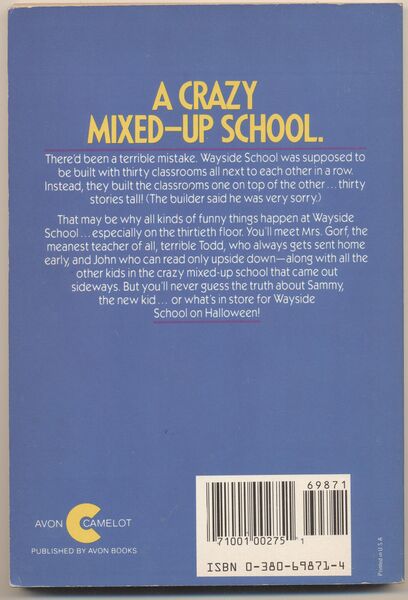 A CRAZY
MIXED-UP SCHOOL.
There'd been a terrible mistake. Wayside School was supposed to
be built with thirty classrooms all next to each other in a row.
Instead, they built the classrooms one on top of the other...thirty
stories tall! (The builder said he was very sorry.)
That may be why all kinds of funny things happen at Wayside
School...especially on the thirtieth floor. You'll meet Mrs. Gorf, the
meanest teacher of all, terrible Todd, who always gets sent home
early, and John who can read only upside down—along with all the
other kids in the crazy mixed-up school that came out
sideways. But you'll never guess the truth about Sammy,
the new kid...or what's in store for Wayside
School on Halloween!
69871
71001 00275 1
ISBN 0-380-69871-4
AVON CAMELOT
PUBLISHED BY AVON BOOKS
Printed in U.S.A.